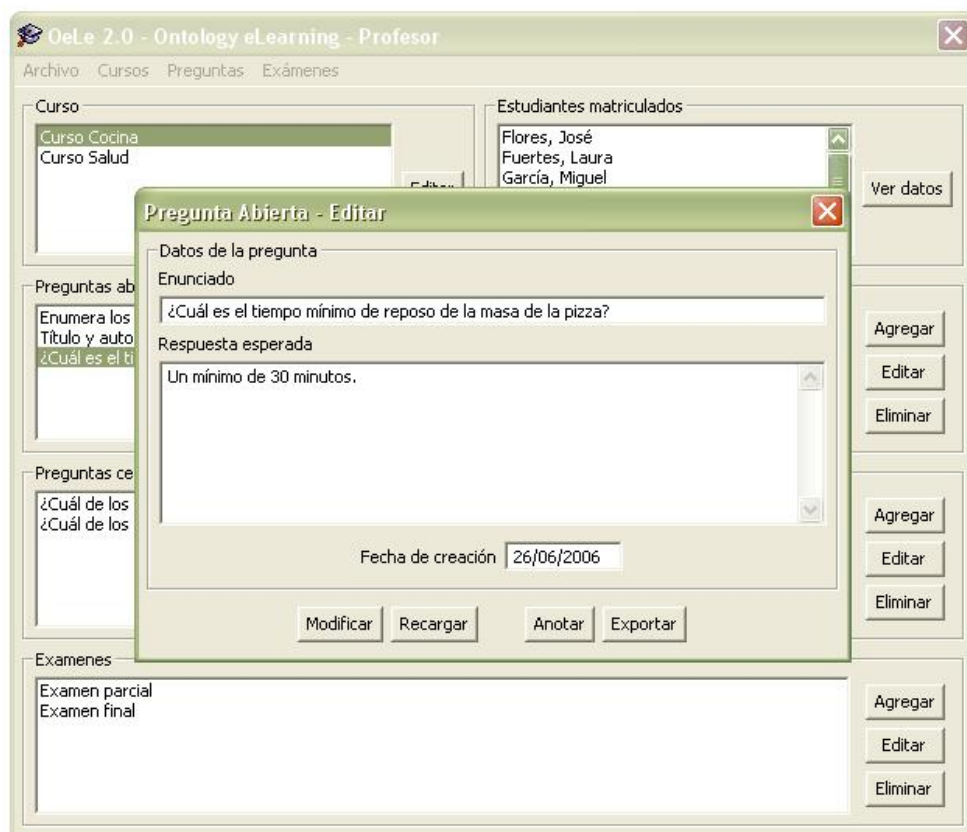 OeLe 2.0 - Ontology eLearning - Profesor
Archivo Cursos Preguntas Exámenes
Curso
Curso Cocina
Curso Salud
Estudiantes matriculados
Flores, José
Fuertes, Laura
García, Miguel
Ver datos
Pregunta Abierta - Editar
Datos de la pregunta
Enunciado
¿Cuál es el tiempo mínimo de reposo de la masa de la pizza?
Respuesta esperada
Un mínimo de 30 minutos.
Fecha de creación 26/06/2006
Modificar Recargar Anotar Exportar
Preguntas ab
Enumera los
Título y auto
¿Cuál es el ti
Agregar
Editar
Eliminar
Preguntas ce
¿Cuál de los
¿Cuál de los
Agregar
Editar
Eliminar
Examenes
Examen parcial
Examen final
Agregar
Editar
Eliminar